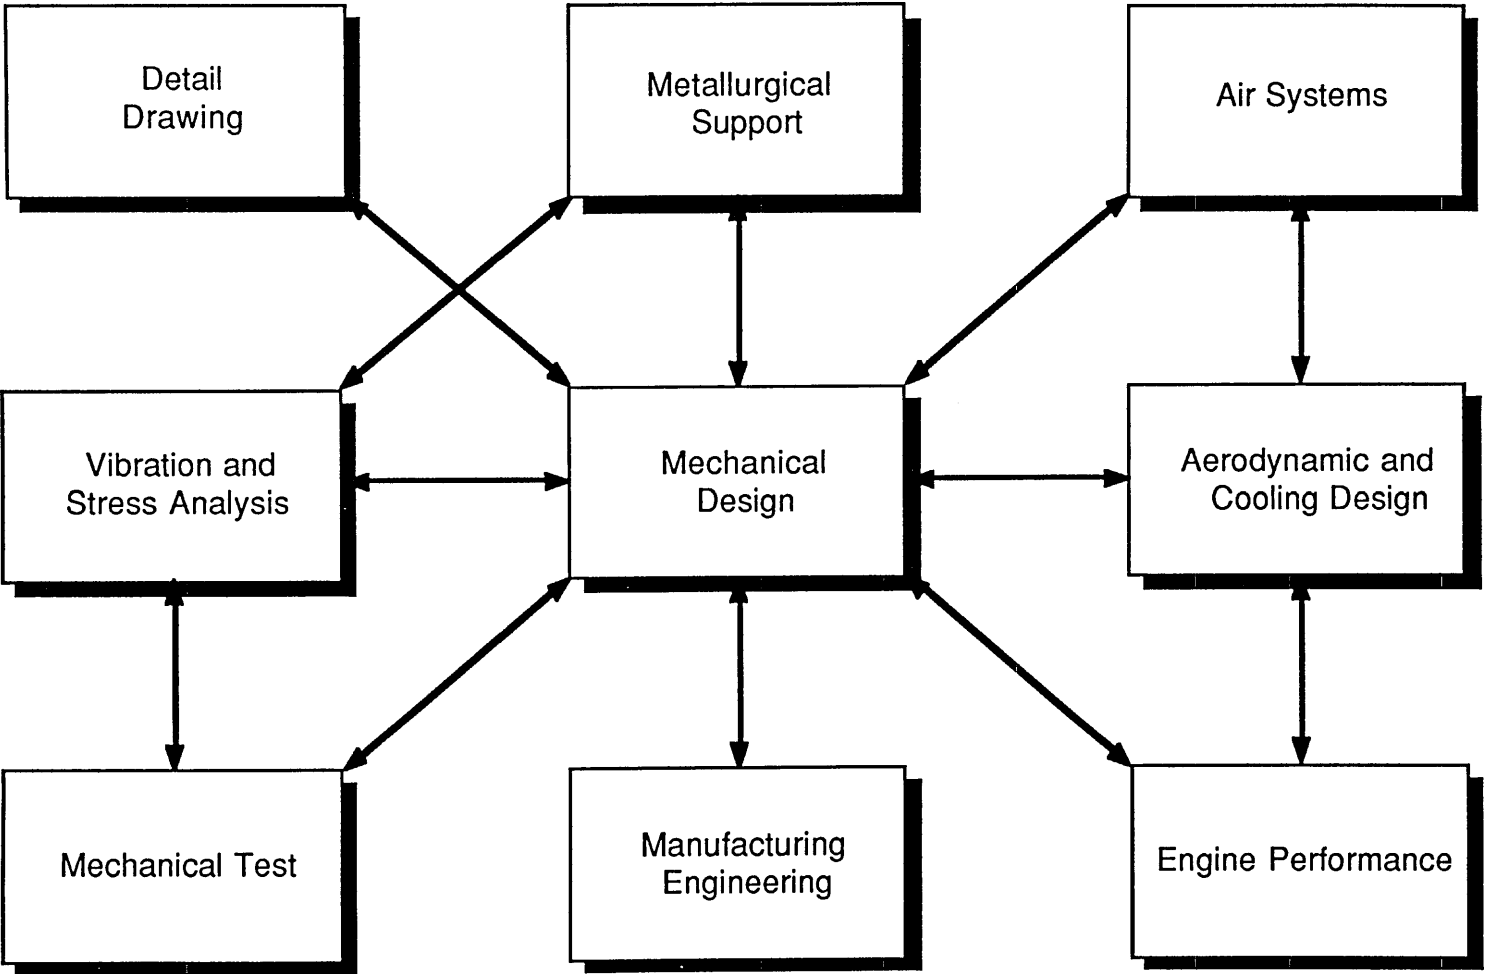 Detail
Drawing
Metallurgical
Support
Air Systems
Vibration and
Stress Analysis
Mechanical
Design
Aerodynamic and
Cooling Design
Mechanical Test
Manufacturing
Engineering
Engine Performance